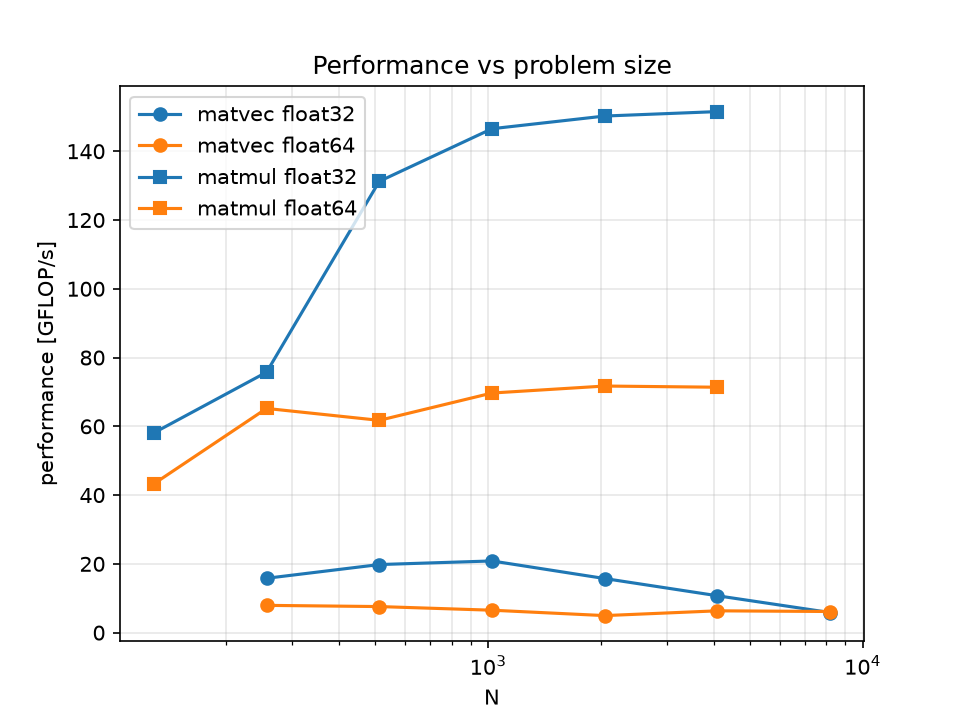 Performance vs problem size
matvec float32
matvec float64
matmul float32
matmul float64
performance [GFLOP/s]
140
120
100
80
60
40
20
0
10³
10⁴
N